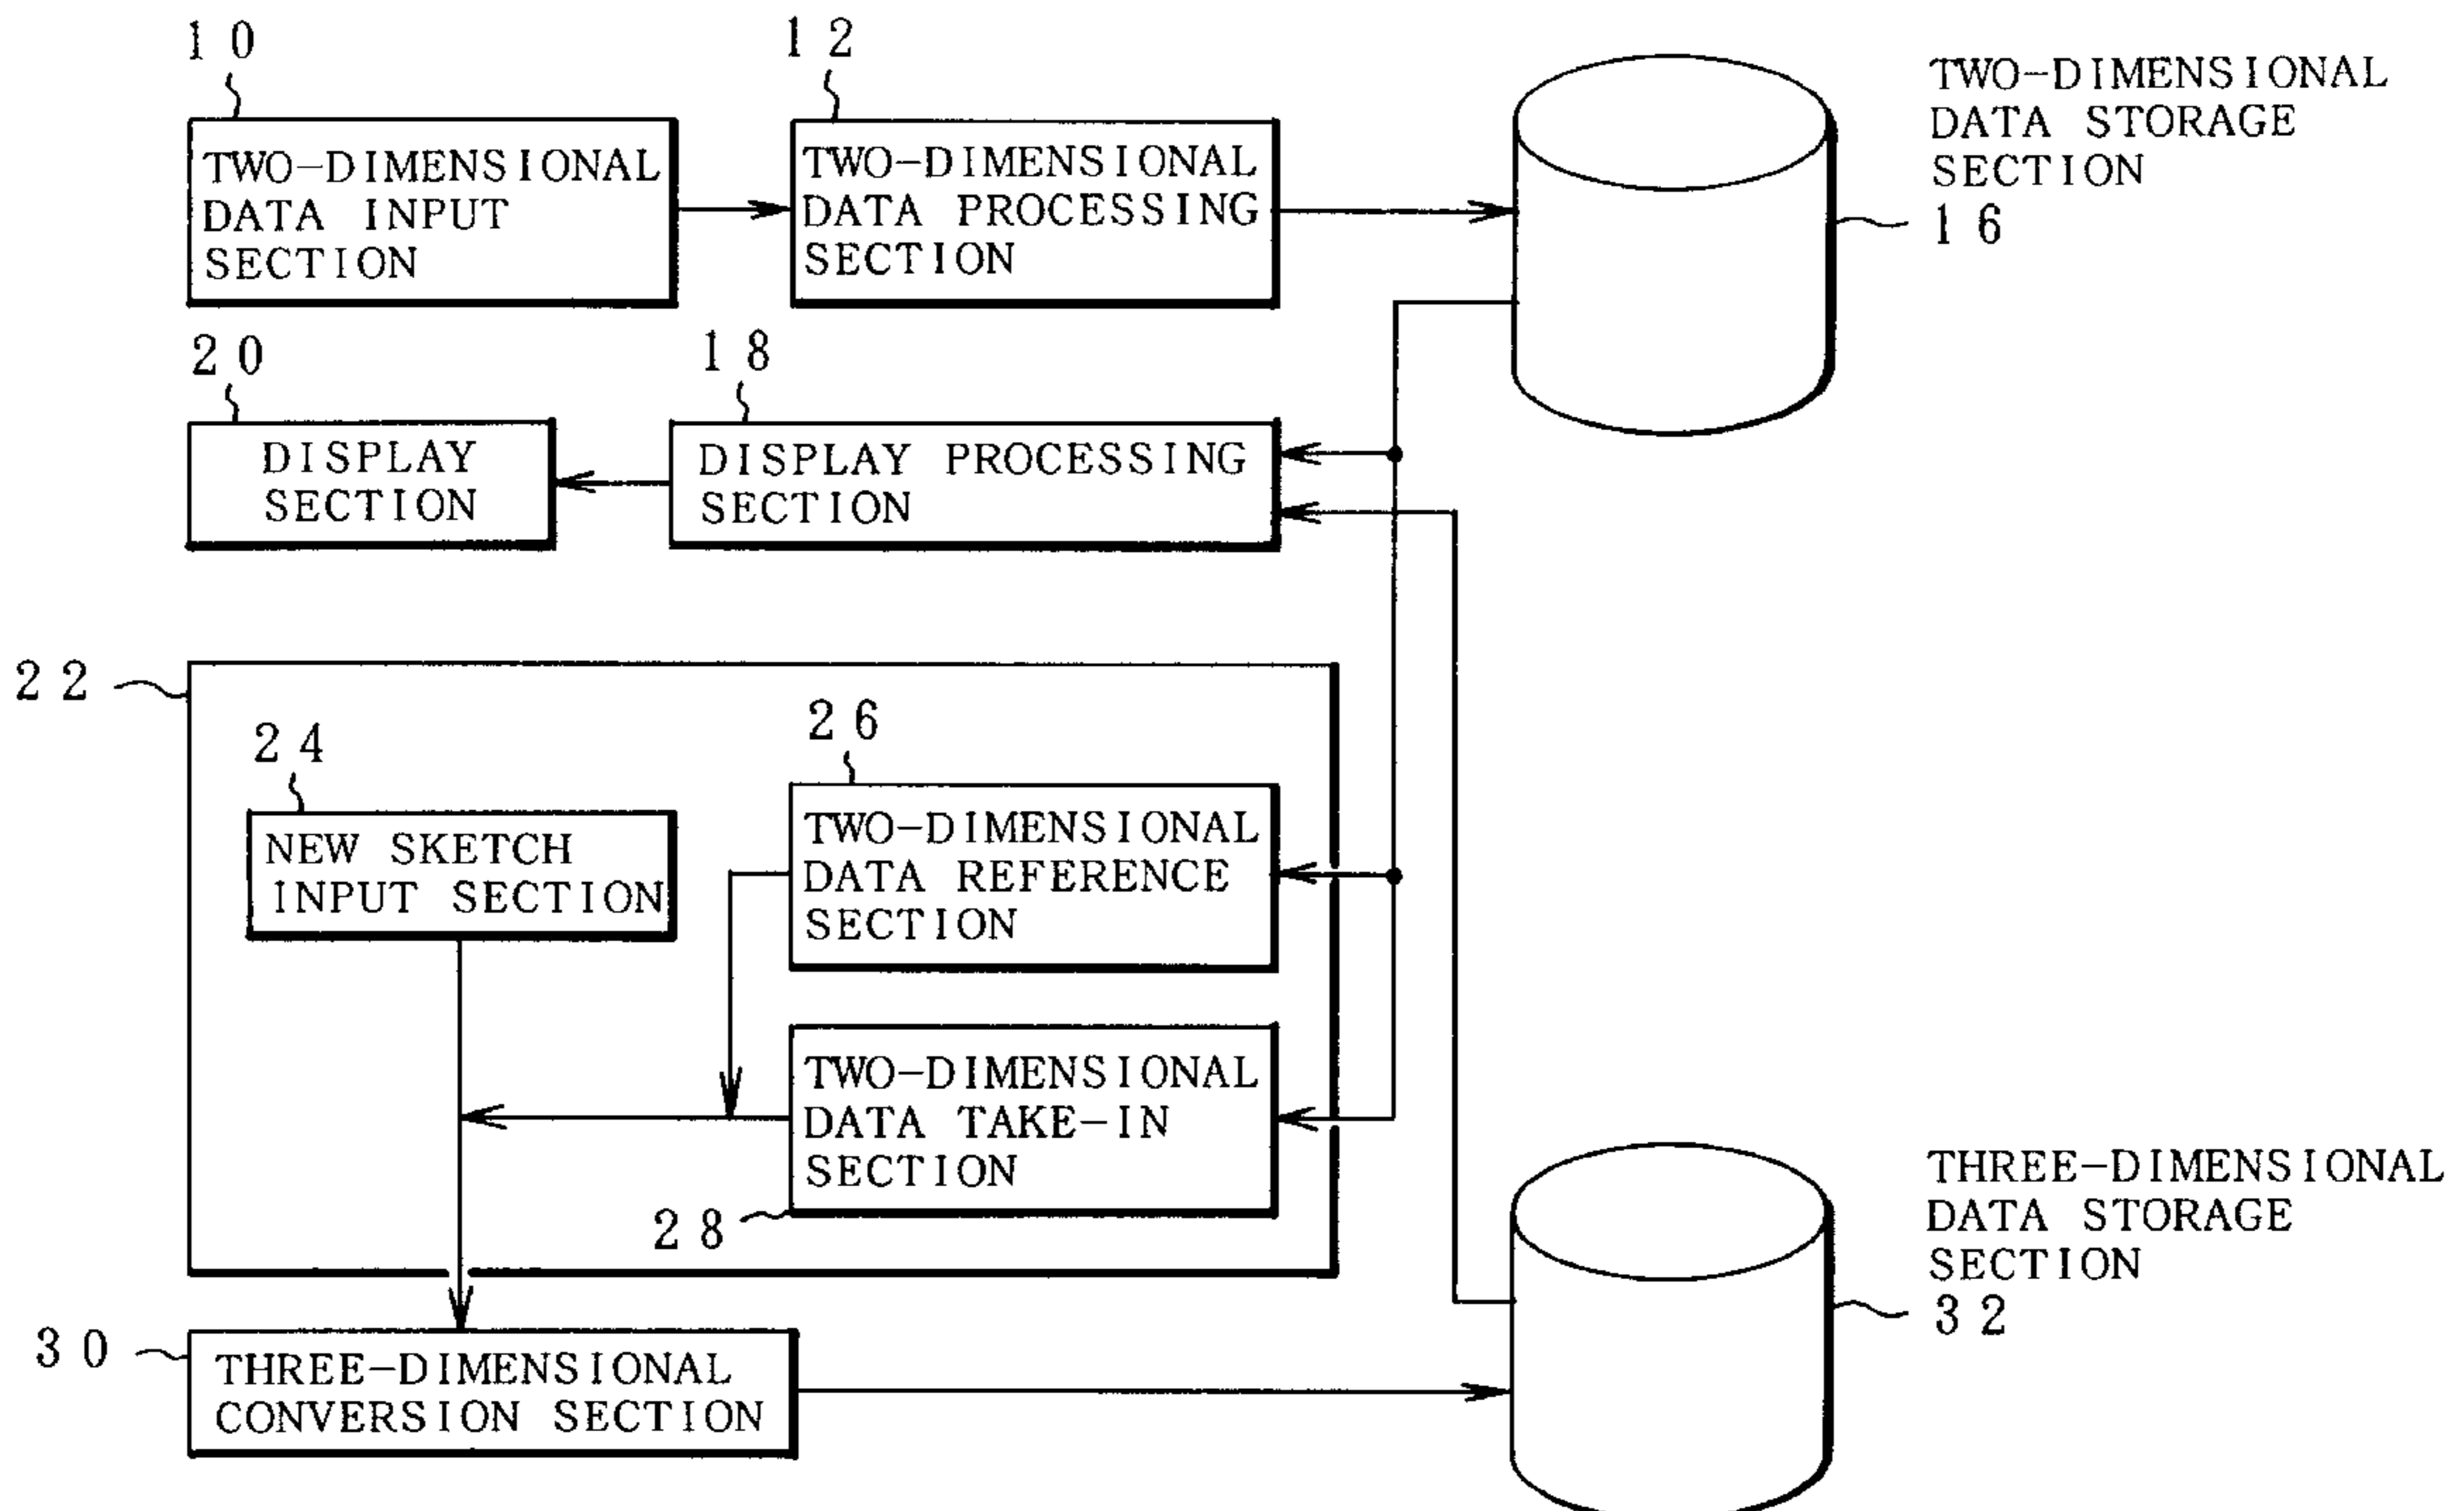 10
TWO-DIMENSIONAL
DATA INPUT
SECTION
12
TWO-DIMENSIONAL
DATA PROCESSING
SECTION
TWO-DIMENSIONAL
DATA STORAGE
SECTION
16
20
DISPLAY
SECTION
18
DISPLAY PROCESSING
SECTION
22
24
NEW SKETCH
INPUT SECTION
26
TWO-DIMENSIONAL
DATA REFERENCE
SECTION
TWO-DIMENSIONAL
DATA TAKE-IN
SECTION
28
30
THREE-DIMENSIONAL
CONVERSION SECTION
THREE-DIMENSIONAL
DATA STORAGE
SECTION
32